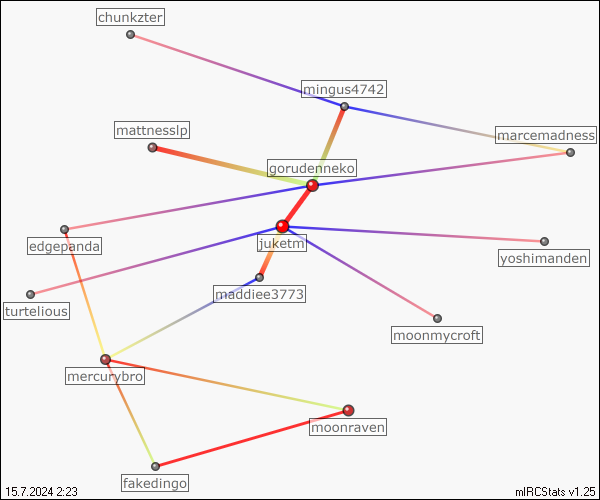 chunkzter
mingus4742
mattnesslp
marcemadness
gorudenneko
edgepanda
juketm
yoshimanden
maddiee3773
turtelious
moonmycroft
mercurybro
moonraven
fakedingo
15.7.2024 2:23
mIRCStats v1.25